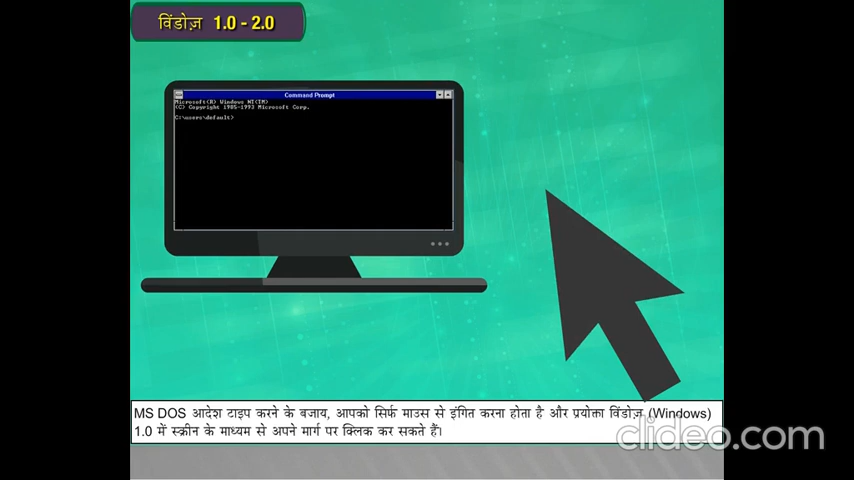 विंडोज़ 1.0 - 2.0
Command Prompt
Microsoft(R) Windows NT(TM)
(C) Copyright 1985-1993 Microsoft Corp.
C:\users\default>
MS DOS आदेश टाइप करने के बजाय, आपको सिर्फ माउस से इंगित करना होता है और प्रयोक्ता विंडोज़ (Windows)
1.0 में स्क्रीन के माध्यम से अपने मार्ग पर क्लिक कर सकते हैं।
clideo.com